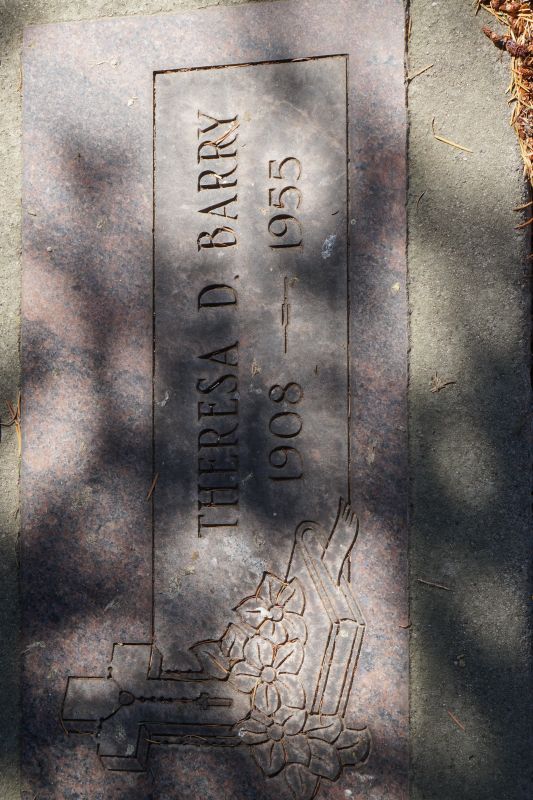 THERESA D. BARRY
1908 — 1955